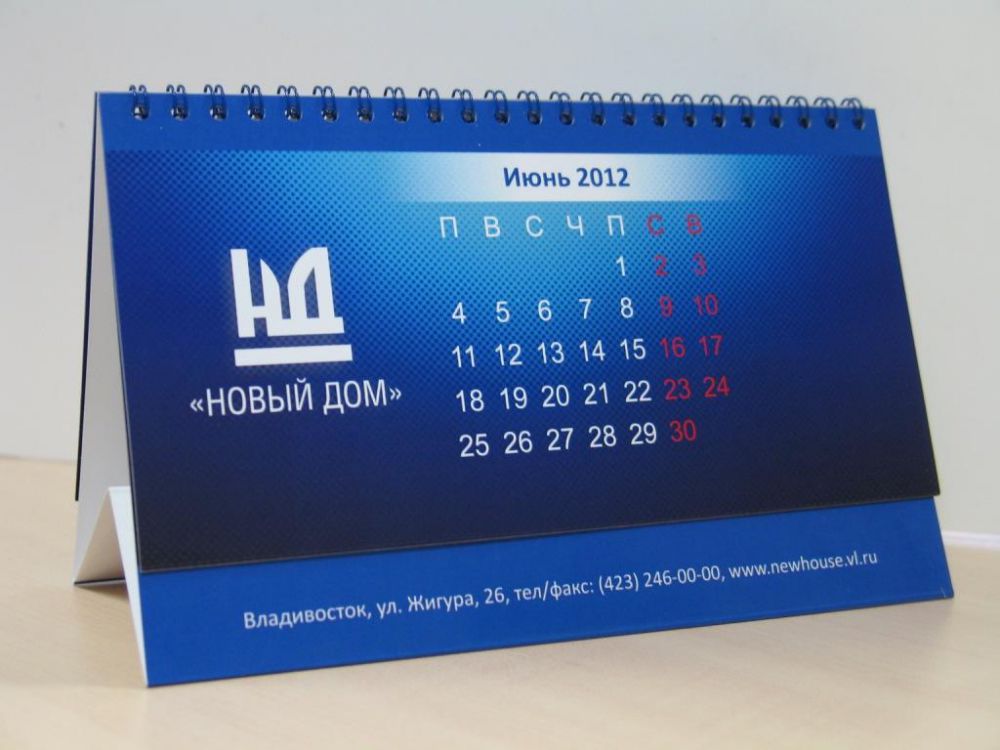 Июнь 2012
П В С Ч П С В
1 2 3
4 5 6 7 8 9 10
11 12 13 14 15 16 17
18 19 20 21 22 23 24
25 26 27 28 29 30
НД
«НОВЫЙ ДОМ»
Владивосток, ул. Жигура, 26, тел/факс: (423) 246-00-00, www.newhouse.vl.ru